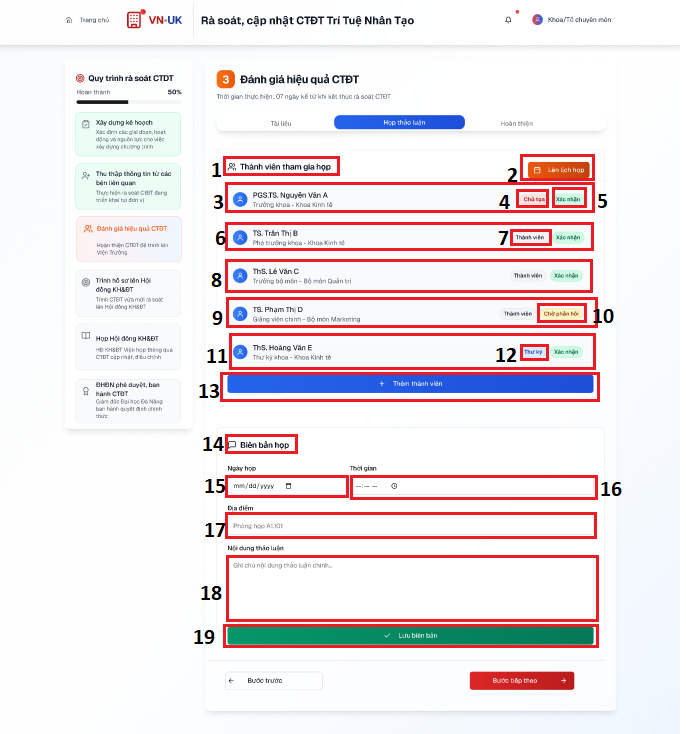 Trang chủ
VN-UK
Rà soát, cập nhật CTĐT Trí Tuệ Nhân Tạo
Khoa/Tổ chuyên môn
Quy trình rà soát CTĐT
Hoàn thành 50%
Xây dựng kế hoạch
Xác định các giai đoạn, hoạt
động và nguồn lực cho việc
xây dựng chương trình
Thu thập thông tin từ các
bên liên quan
Thực hiện rà soát CTĐT đang
triển khai tại đơn vị
Đánh giá hiệu quả CTĐT
Hoàn thiện CTĐT để trình lên
Viện Trưởng
Trình hồ sơ lên Hội
đồng KH&ĐT
Trình CTĐT vừa mới rà soát
lên Hội đồng KH&ĐT
Họp Hội đồng KH&ĐT
HĐ KH&ĐT Viện họp thông qua
CTĐT cập nhật, điều chỉnh
ĐHĐN phê duyệt, ban
hành CTĐT
Giám đốc Đại học Đà Nẵng
ban hành quyết định chính
thức
3 Đánh giá hiệu quả CTĐT
Thời gian thực hiện: 07 ngày kể từ khi kết thúc rà soát CTĐT
Tài liệu Họp thảo luận Hoàn thiện
1 Thành viên tham gia họp 2 Lên lịch họp
3 PGS.TS. Nguyễn Văn A 4 Chủ tọa Xác nhận 5
Trưởng khoa - Khoa Kinh tế
6 TS. Trần Thị B 7 Thành viên Xác nhận
Phó trưởng khoa - Khoa Kinh tế
8 ThS. Lê Văn C Thành viên Xác nhận
Trưởng bộ môn - Bộ môn Quản trị
9 TS. Phạm Thị D Thành viên Chờ phản hồi 10
Giảng viên chính - Bộ môn Marketing
11 ThS. Hoàng Văn E 12 Thư ký Xác nhận
Thư ký khoa - Khoa Kinh tế
13 + Thêm thành viên
14 Biên bản họp
Ngày họp Thời gian
15 mm/dd/yyyy --:-- -- 16
Địa điểm
17 Phòng họp A1.101
Nội dung thảo luận
18 Ghi chú nội dung thảo luận chính...
19 Lưu biên bản
← Bước trước Bước tiếp theo →